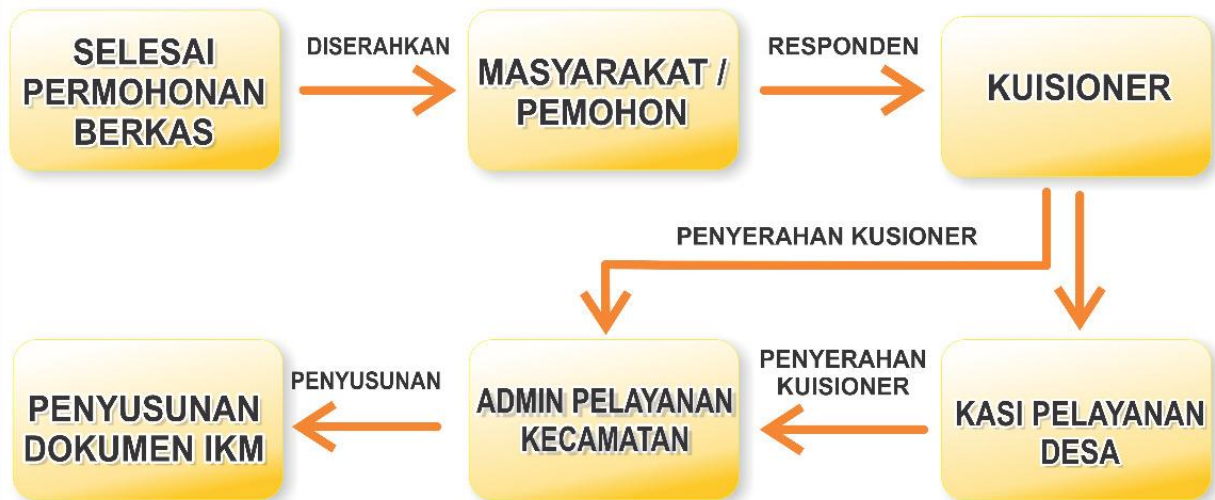 SELESAI
PERMOHONAN
BERKAS
DISERAHKAN
MASYARAKAT /
PEMOHON
RESPONDEN
KUISIONER
PENYERAHAN KUSIONER
KASI PELAYANAN
DESA
PENYERAHAN
KUISIONER
ADMIN PELAYANAN
KECAMATAN
PENYUSUNAN
PENYUSUNAN
DOKUMEN IKM